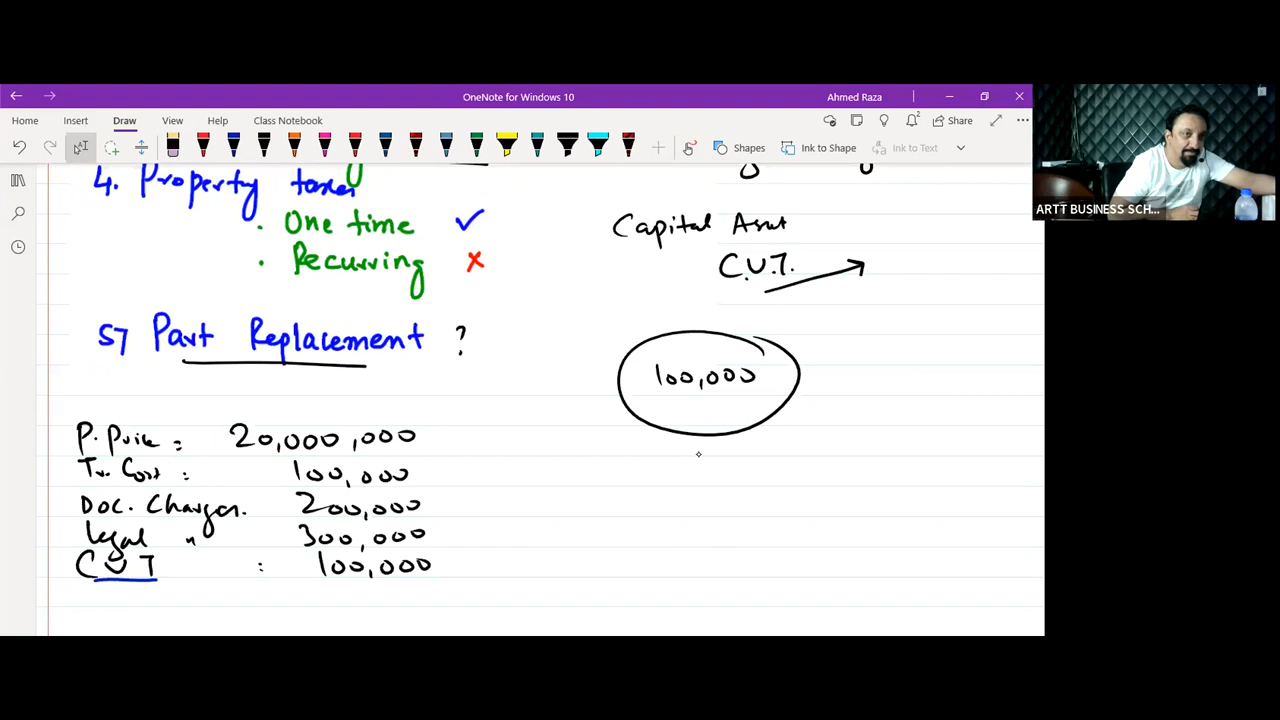 OneNote for Windows 10
Ahmed Raza
Home Insert Draw View Help Class Notebook
Share
Shapes Ink to Shape Ink to Text
4. Property taxes
· One time ✓
· Recurring ×
5) Part Replacement ?
P. Price = 20,000,000
Tr. Cost : 100,000
Doc. Charges. 200,000
legal " 300,000
CVT : 100,000
Capital Asset
C.V.T.
100,000
ARTT BUSINESS SCH...